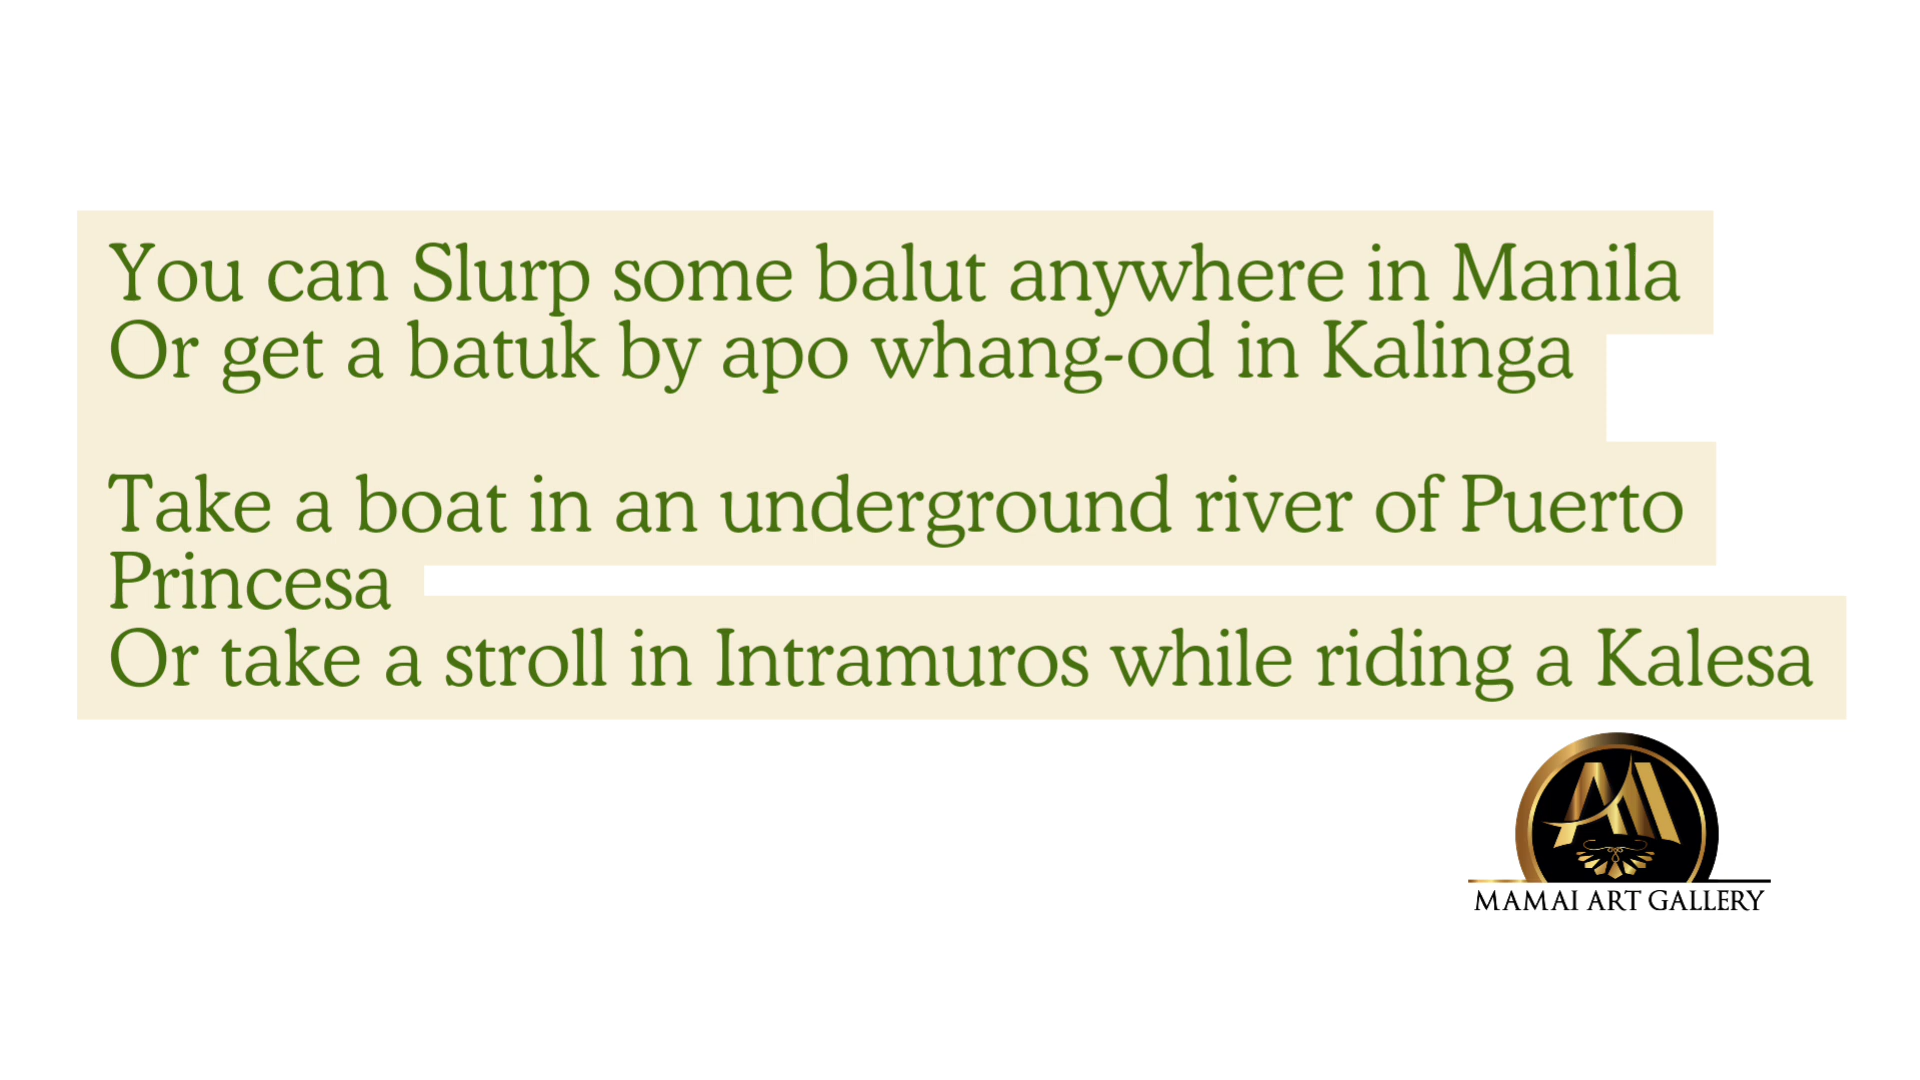 You can Slurp some balut anywhere in Manila
Or get a batuk by apo whang-od in Kalinga
Take a boat in an underground river of Puerto
Princesa
Or take a stroll in Intramuros while riding a Kalesa
MAMAI ART GALLERY